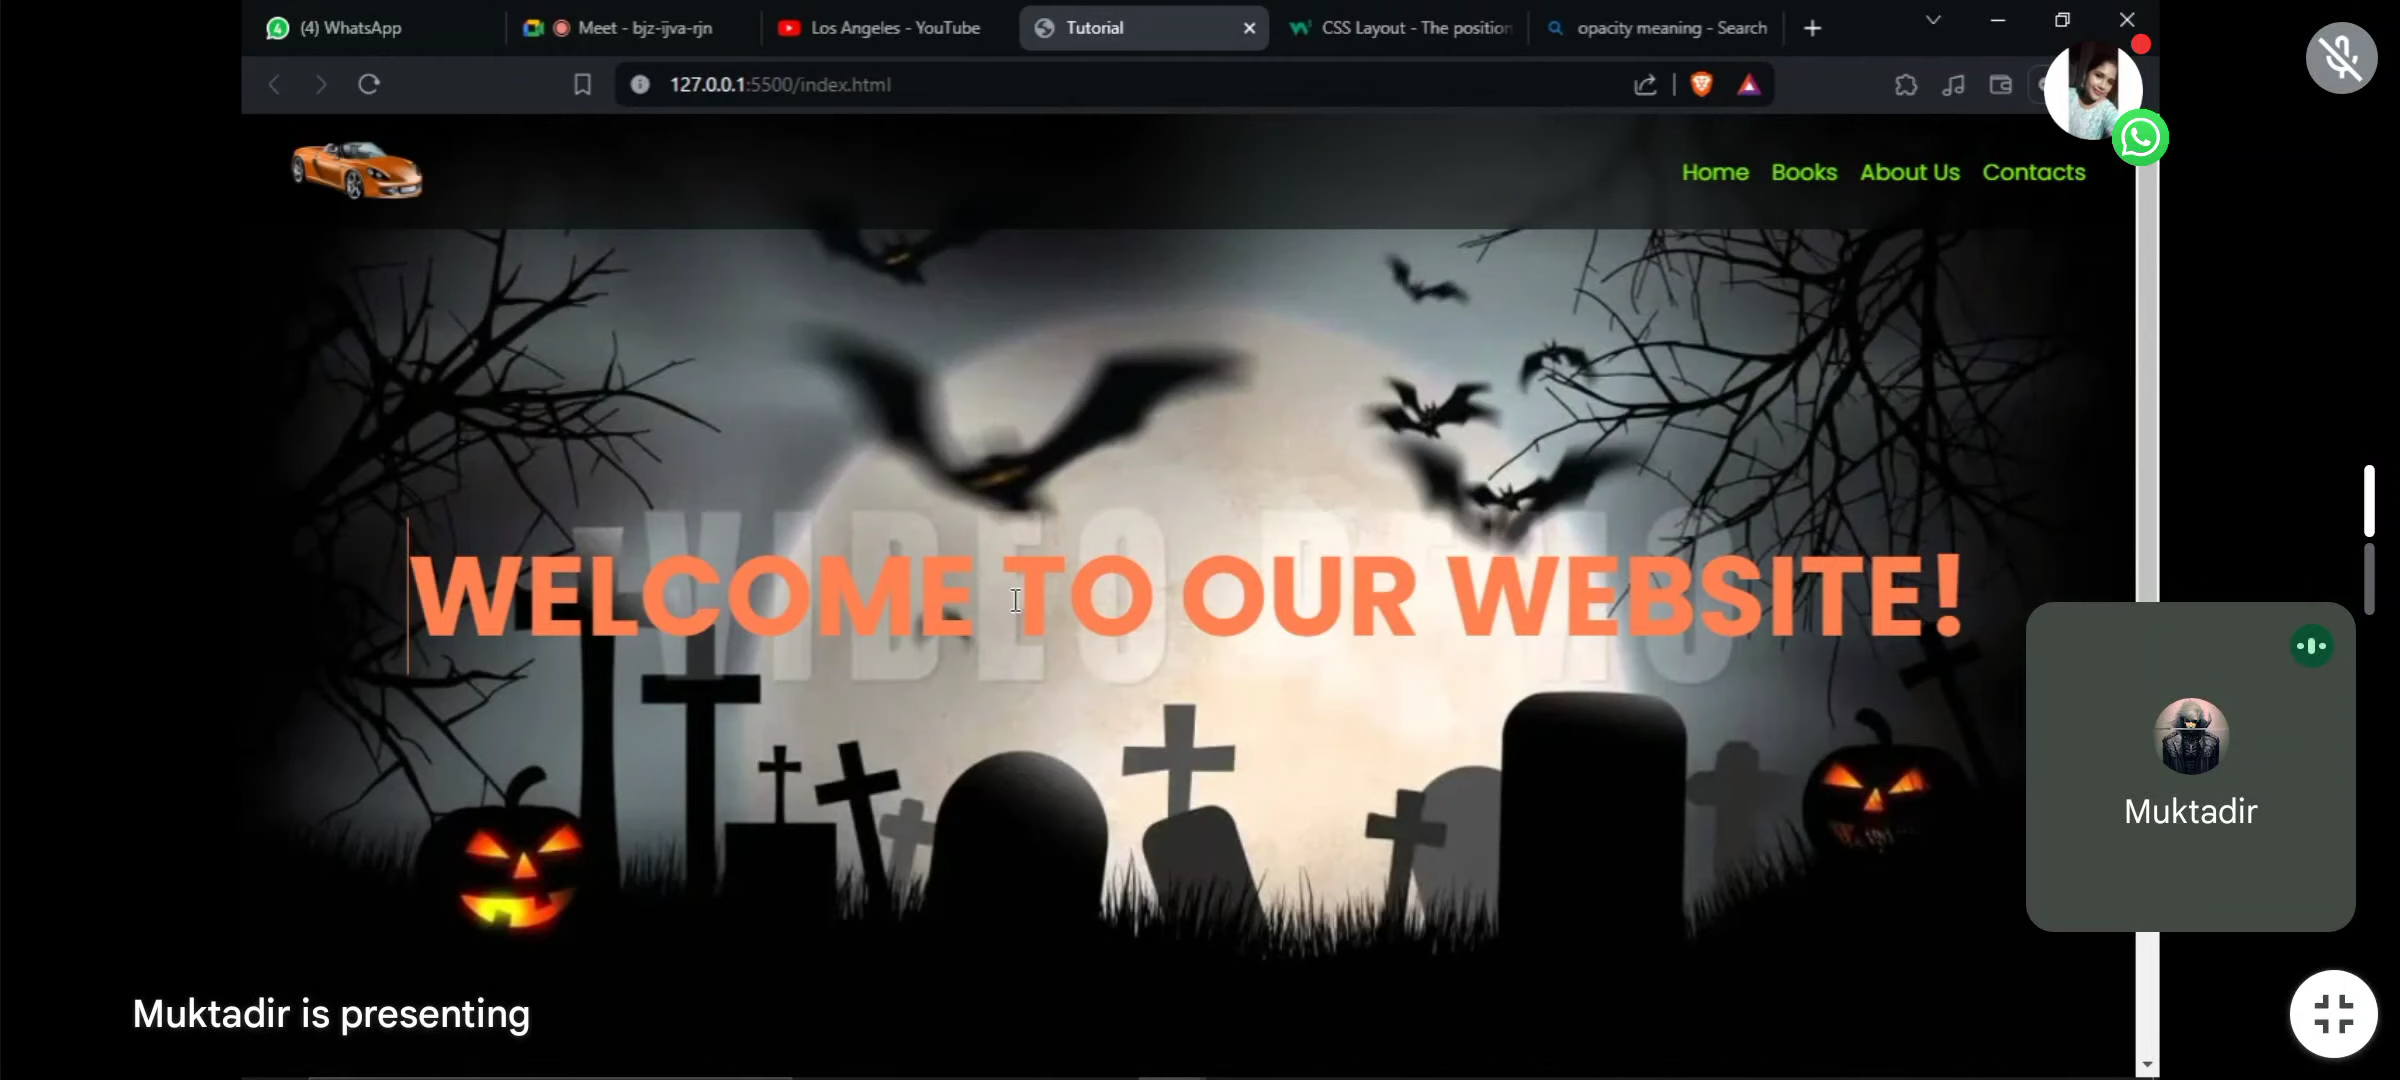 (4) WhatsApp
Meet - bjz-ijva-rjn
Los Angeles - YouTube
Tutorial
CSS Layout - The position
opacity meaning - Search
127.0.0.1:5500/index.html
Home Books About Us Contacts
VIDEO
WELCOME TO OUR WEBSITE!
Muktadir
Muktadir is presenting